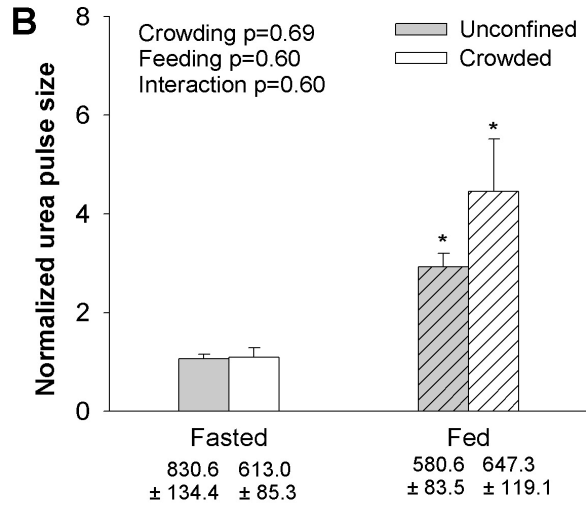 B
Normalized urea pulse size
8
6
4
2
0
Crowding p=0.69
Feeding p=0.60
Interaction p=0.60
Unconfined
Crowded
*
*
Fasted
Fed
830.6 613.0 580.6 647.3
± 134.4 ± 85.3 ± 83.5 ± 119.1